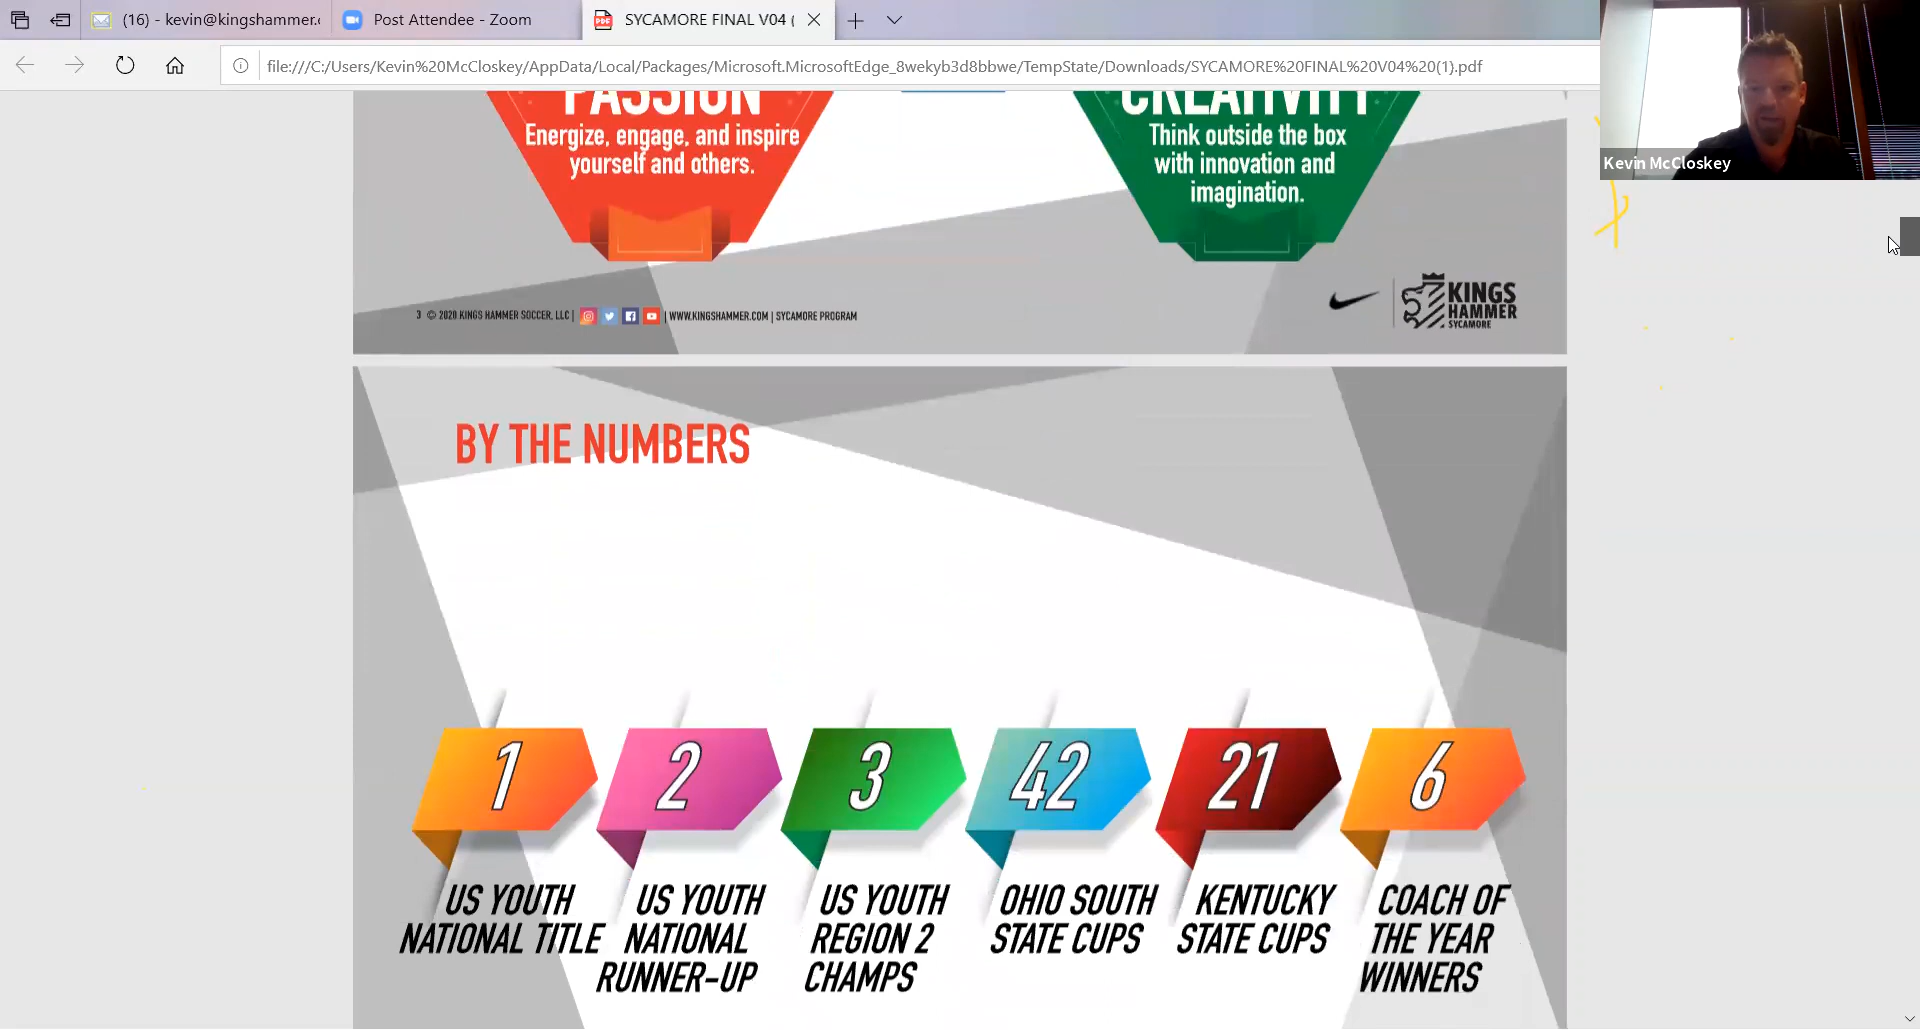 (16) - kevin@kingshammer.c
Post Attendee - Zoom
SYCAMORE FINAL V04 (
file:///C:/Users/Kevin%20McCloskey/AppData/Local/Packages/Microsoft.MicrosoftEdge_8wekyb3d8bbwe/TempState/Downloads/SYCAMORE%20FINAL%20V04%20(1).pdf
Kevin McCloskey
PASSION
Energize, engage, and inspire
yourself and others.
CREATIVITY
Think outside the box
with innovation and
imagination.
3 © 2020 KINGS HAMMER SOCCER, LLC | | WWW.KINGSHAMMER.COM | SYCAMORE PROGRAM
KINGS
HAMMER
SYCAMORE
BY THE NUMBERS
1
US YOUTH
NATIONAL TITLE
2
US YOUTH
NATIONAL
RUNNER-UP
3
US YOUTH
REGION 2
CHAMPS
42
OHIO SOUTH
STATE CUPS
21
KENTUCKY
STATE CUPS
6
COACH OF
THE YEAR
WINNERS